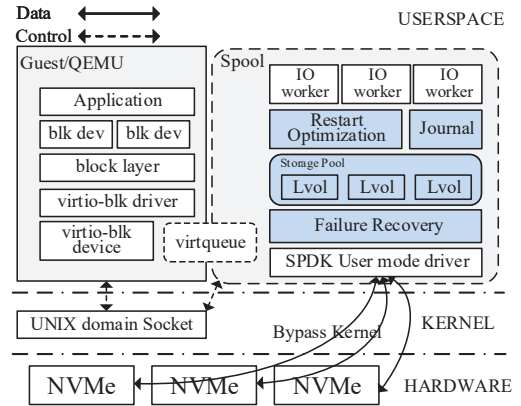 Data
Control
USERSPACE
Guest/QEMU
Application
blk dev
blk dev
block layer
virtio-blk driver
virtio-blk
device
virtqueue
Spool
IO
worker
IO
worker
IO
worker
Restart
Optimization
Journal
Storage Pool
Lvol
Lvol
Lvol
Failure Recovery
SPDK User mode driver
UNIX domain Socket
Bypass Kernel
KERNEL
NVMe
NVMe
NVMe
HARDWARE